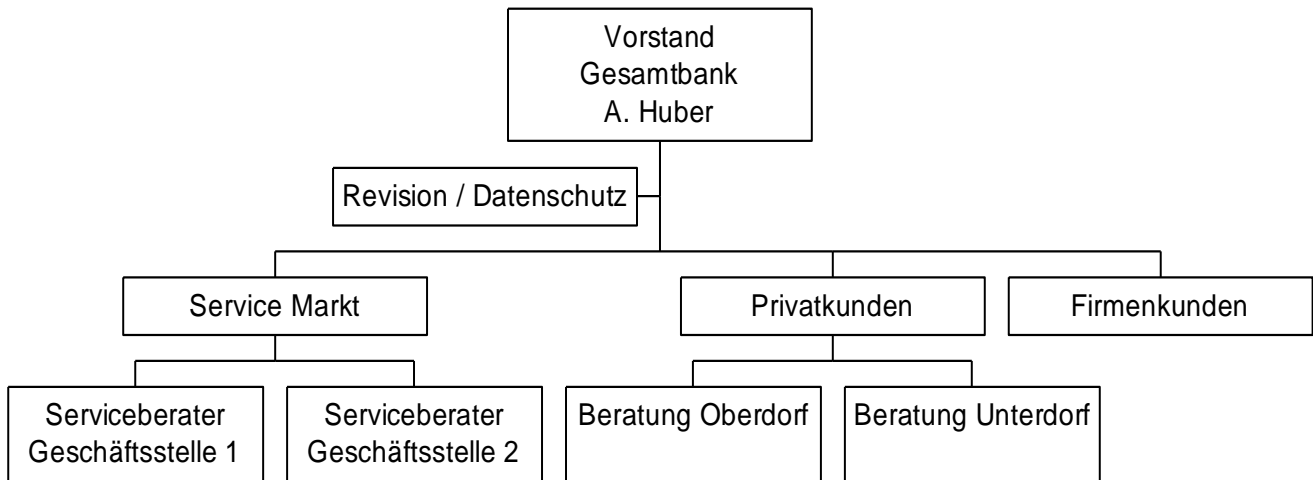 Vorstand
Gesamtbank
A. Huber
Revision / Datenschutz
Service Markt
Privatkunden
Firmenkunden
Serviceberater
Geschäftsstelle 1
Serviceberater
Geschäftsstelle 2
Beratung Oberdorf
Beratung Unterdorf